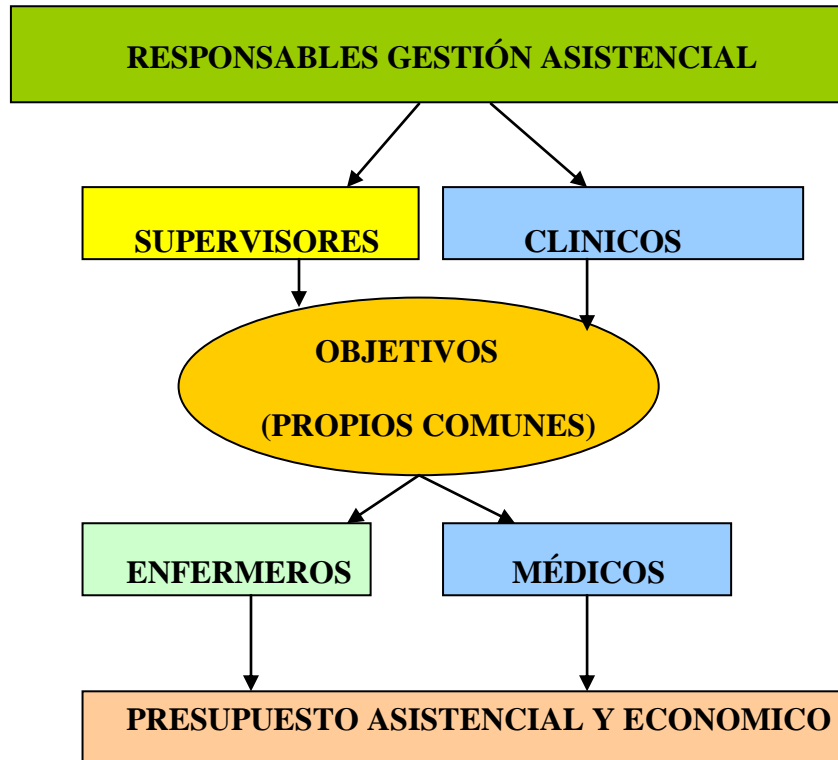 RESPONSABLES GESTIÓN ASISTENCIAL
SUPERVISORES
CLINICOS
OBJETIVOS
(PROPIOS COMUNES)
ENFERMEROS
MÉDICOS
PRESUPUESTO ASISTENCIAL Y ECONOMICO